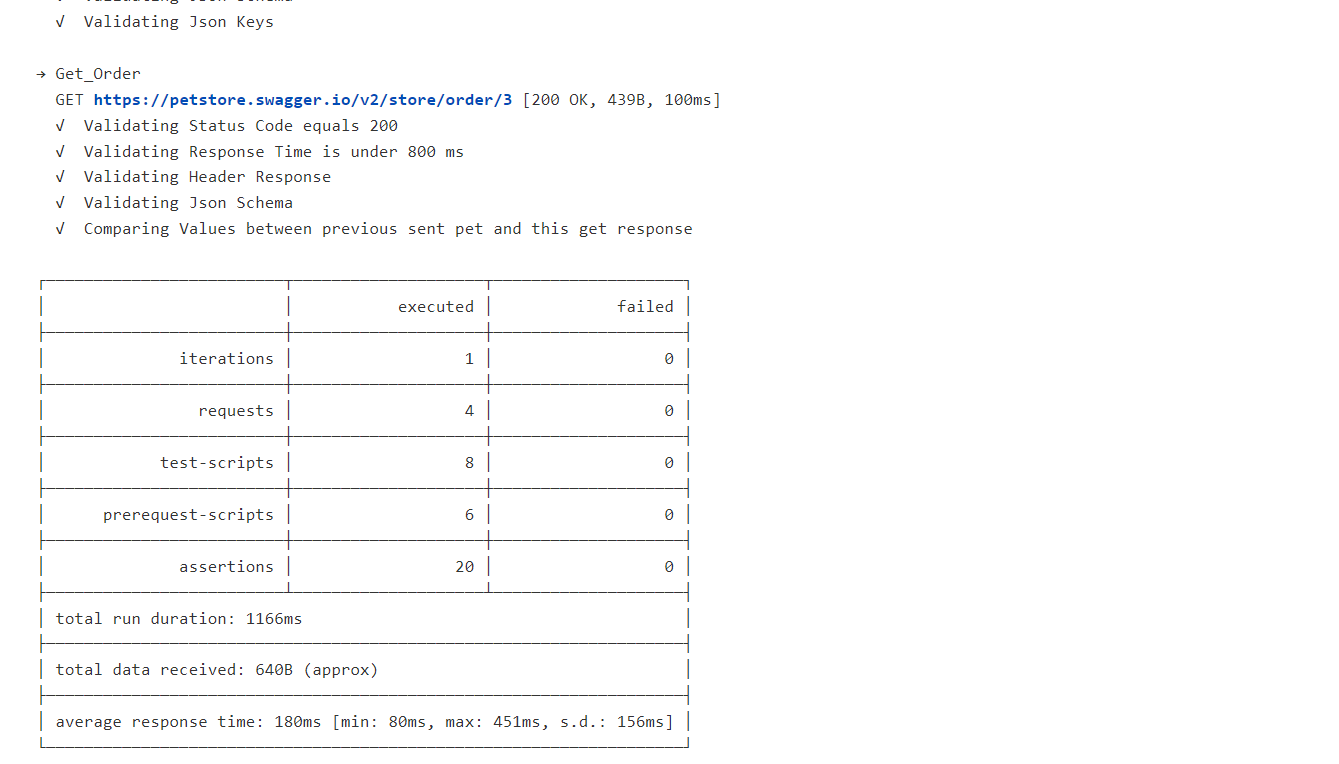 √ Validating Json Schema
√ Validating Json Keys
→ Get_Order
GET https://petstore.swagger.io/v2/store/order/3 [200 OK, 439B, 100ms]
√ Validating Status Code equals 200
√ Validating Response Time is under 800 ms
√ Validating Header Response
√ Validating Json Schema
√ Comparing Values between previous sent pet and this get response
executed failed
iterations 1 0
requests 4 0
test-scripts 8 0
prerequest-scripts 6 0
assertions 20 0
total run duration: 1166ms
total data received: 640B (approx)
average response time: 180ms [min: 80ms, max: 451ms, s.d.: 156ms]